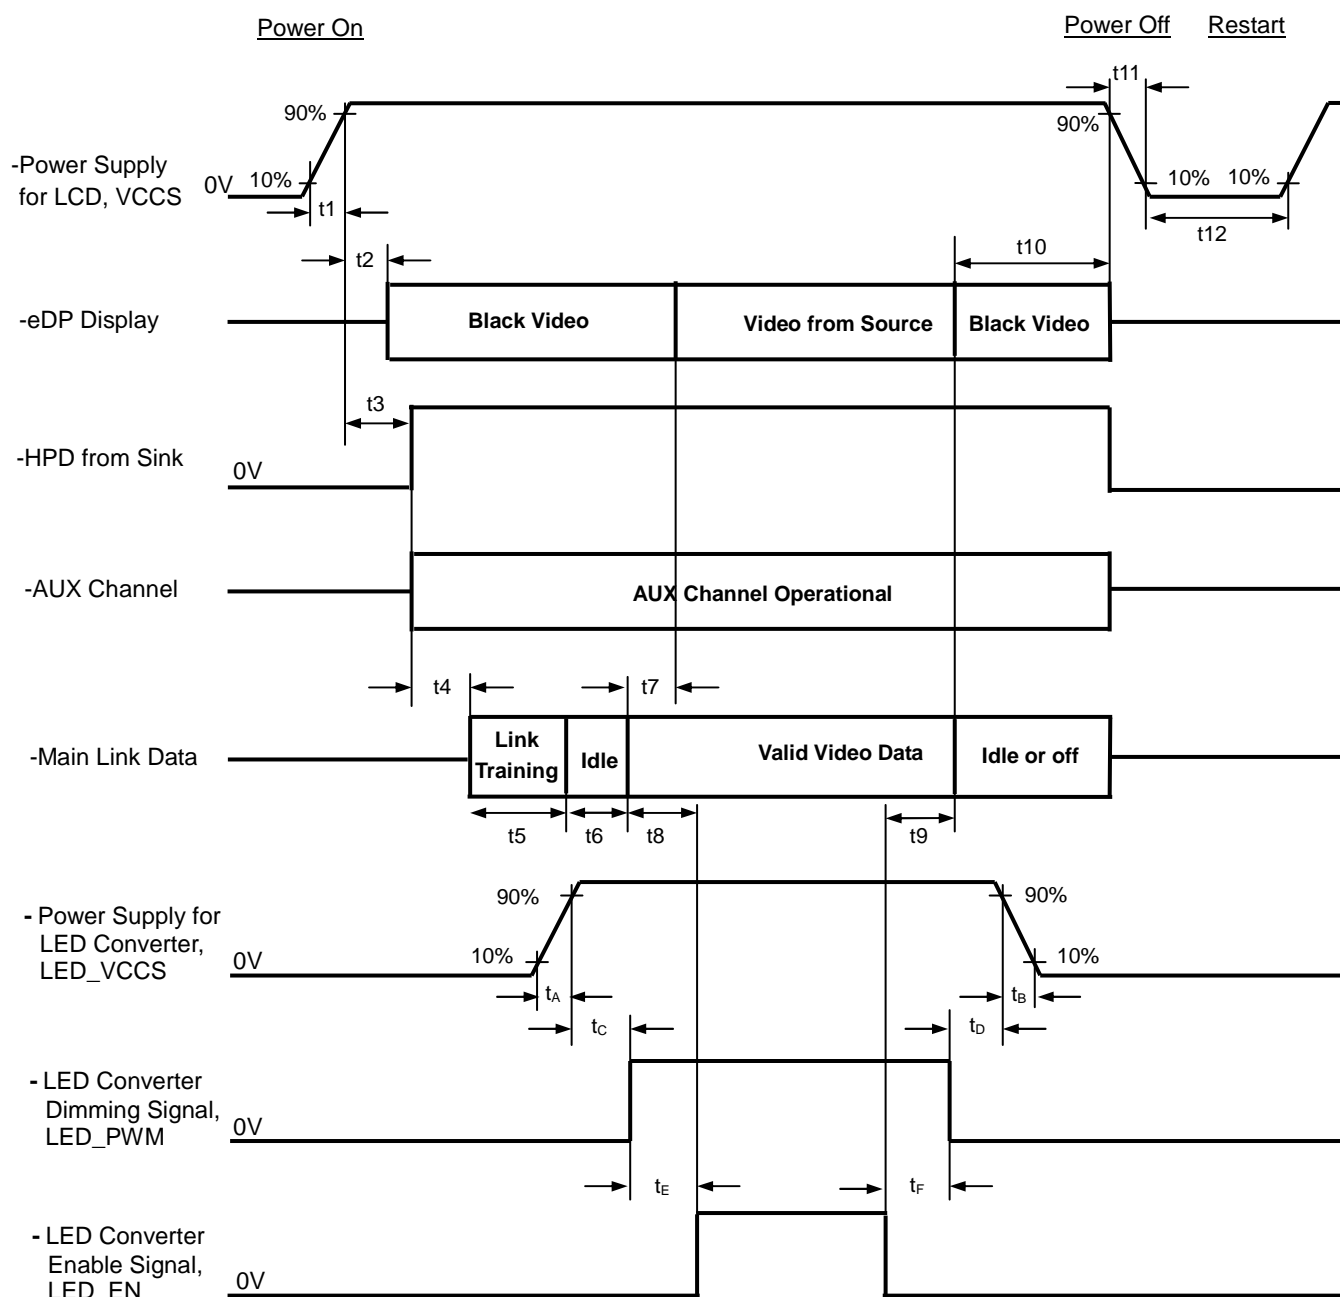 Power On
Power Off
Restart
t11
90%
90%
-Power Supply
for LCD, VCCS
0V
10%
10%
10%
t1
t12
t2
t10
-eDP Display
Black Video
Video from Source
Black Video
t3
-HPD from Sink
0V
-AUX Channel
AUX Channel Operational
t4
t7
-Main Link Data
Link
Training
Idle
Valid Video Data
Idle or off
t5
t6
t8
t9
90%
90%
- Power Supply for
LED Converter,
LED_VCCS
0V
10%
10%
tA
tB
tC
tD
- LED Converter
Dimming Signal,
LED_PWM
0V
tE
tF
- LED Converter
Enable Signal,
LED_EN
0V